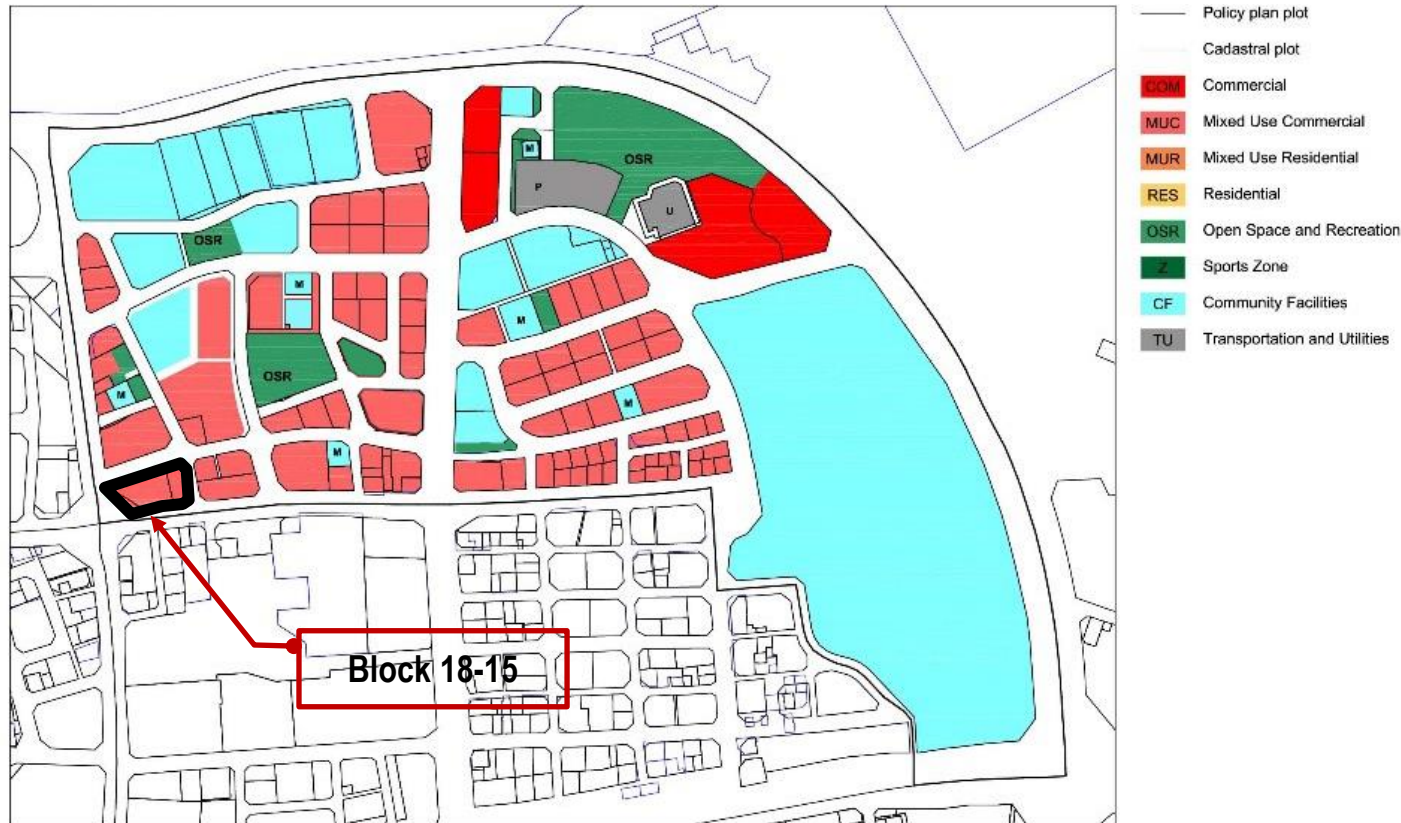 Policy plan plot
Cadastral plot
COM Commercial
MUC Mixed Use Commercial
MUR Mixed Use Residential
RES Residential
OSR Open Space and Recreation
Z Sports Zone
CF Community Facilities
TU Transportation and Utilities
M
OSR
P
U
OSR
M
M
OSR
M
M
M
Block 18-15